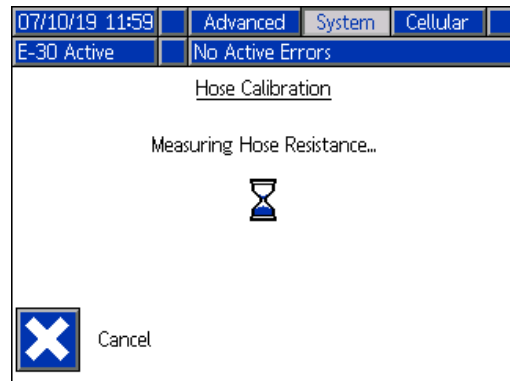 07/10/19 11:59 Advanced System Cellular
E-30 Active No Active Errors
Hose Calibration
Measuring Hose Resistance...
Cancel